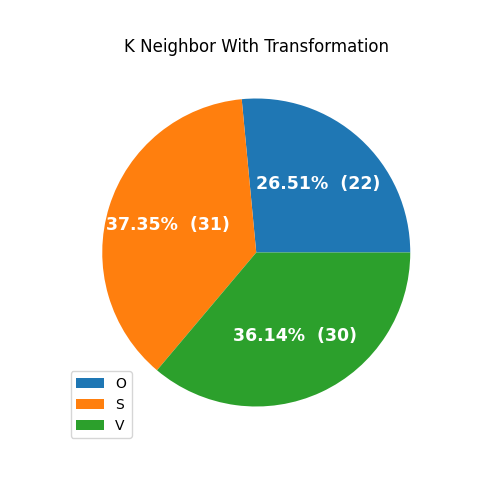 K Neighbor With Transformation
26.51%  (22)
37.35%  (31)
36.14%  (30)
O
S
V